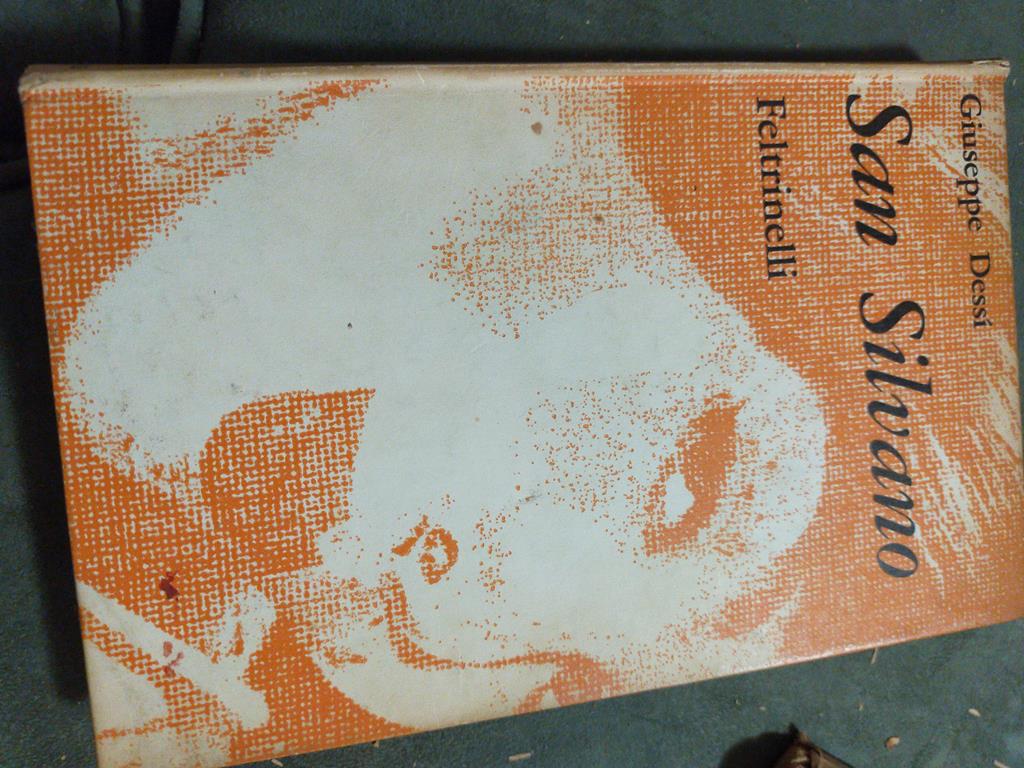 Giuseppe Dessí
San Silvano
Feltrinelli